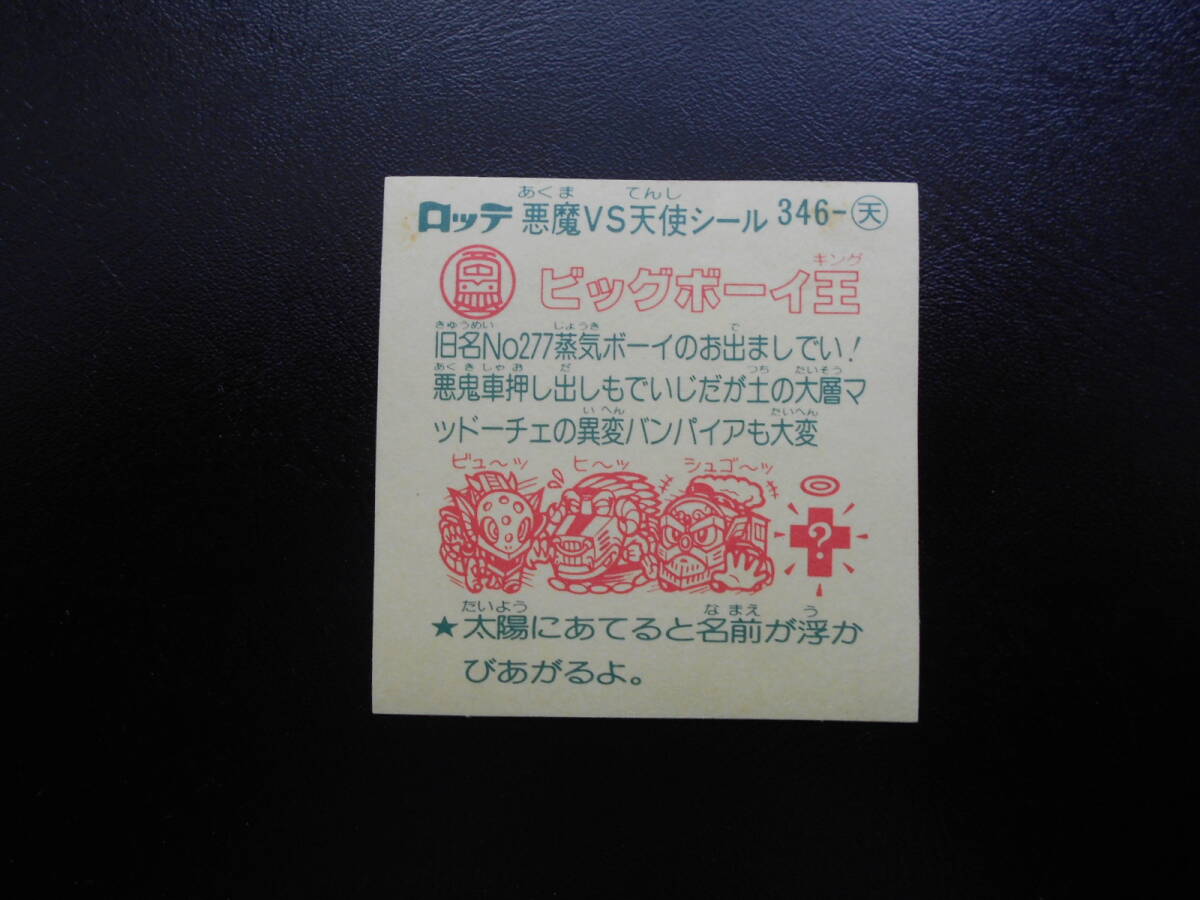 あくま てんし
ロッテ 悪魔VS天使シール 346-天
キング
ビッグボーイ王
きゅうめい じょうき で
旧名No277蒸気ボーイのお出ましでい!
あくきしゃお だ つち たいそう
悪鬼車押し出しもでいじだが土の大層マ
いへん たいへん
ッドーチェの異変バンパイアも大変
ビュ〜ッ ヒ〜ッ シュゴ〜ッ
?
たいよう なまえ う
★太陽にあてると名前が浮か
びあがるよ。